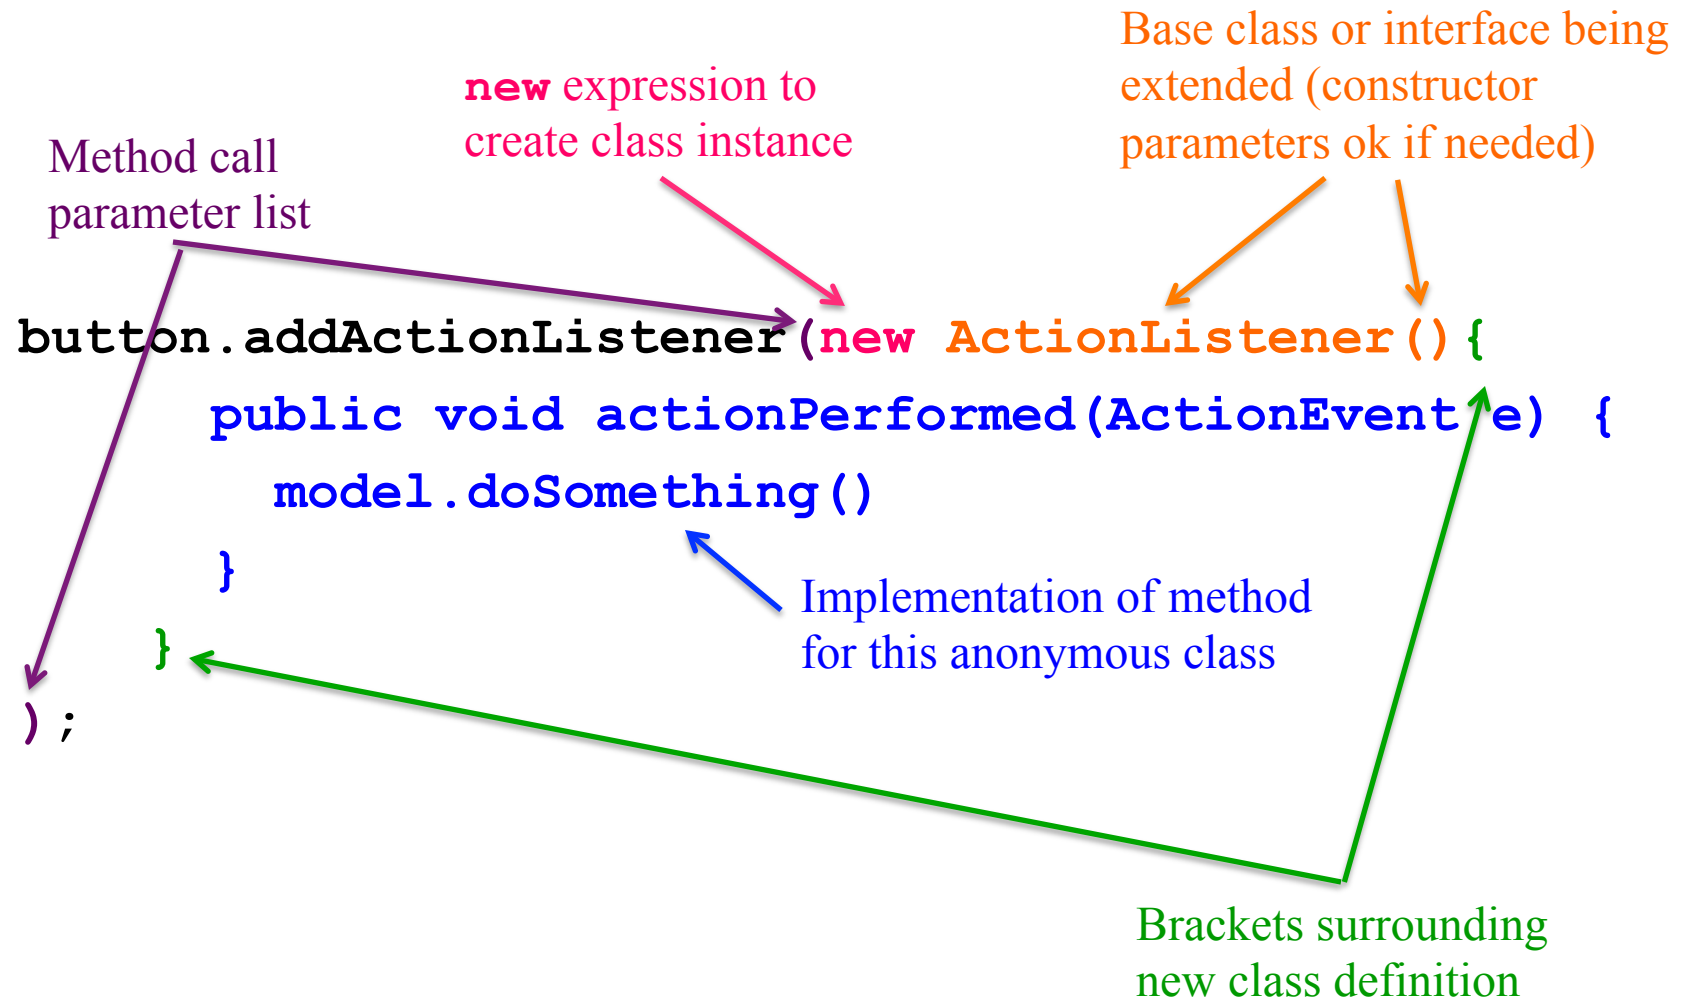 Base class or interface being
extended (constructor
parameters ok if needed)
new expression to
create class instance
Method call
parameter list
button.addActionListener(new ActionListener(){
public void actionPerformed(ActionEvent e) {
model.doSomething()
}
Implementation of method
for this anonymous class
}
);
Brackets surrounding
new class definition